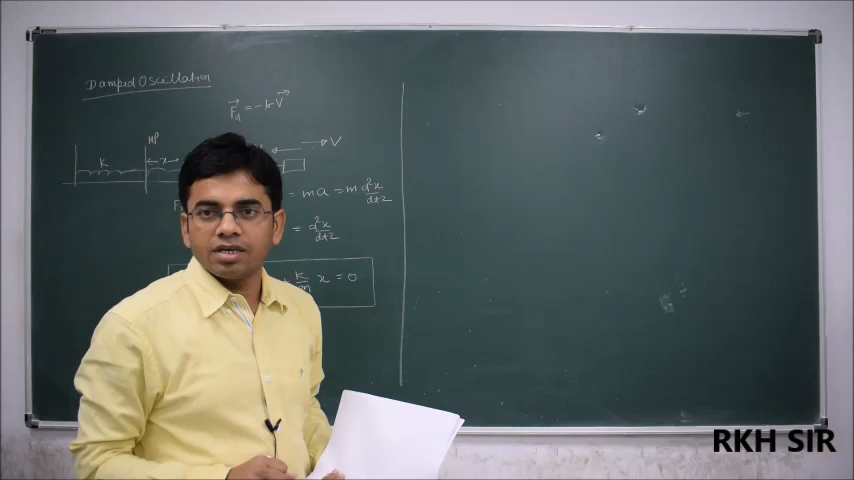 Damped Oscillation
F⃗d = -bV⃗
MP
K x V
= ma = m d²x/dt2
= d²x/dt2
+ K/m x = 0
RKH SIR